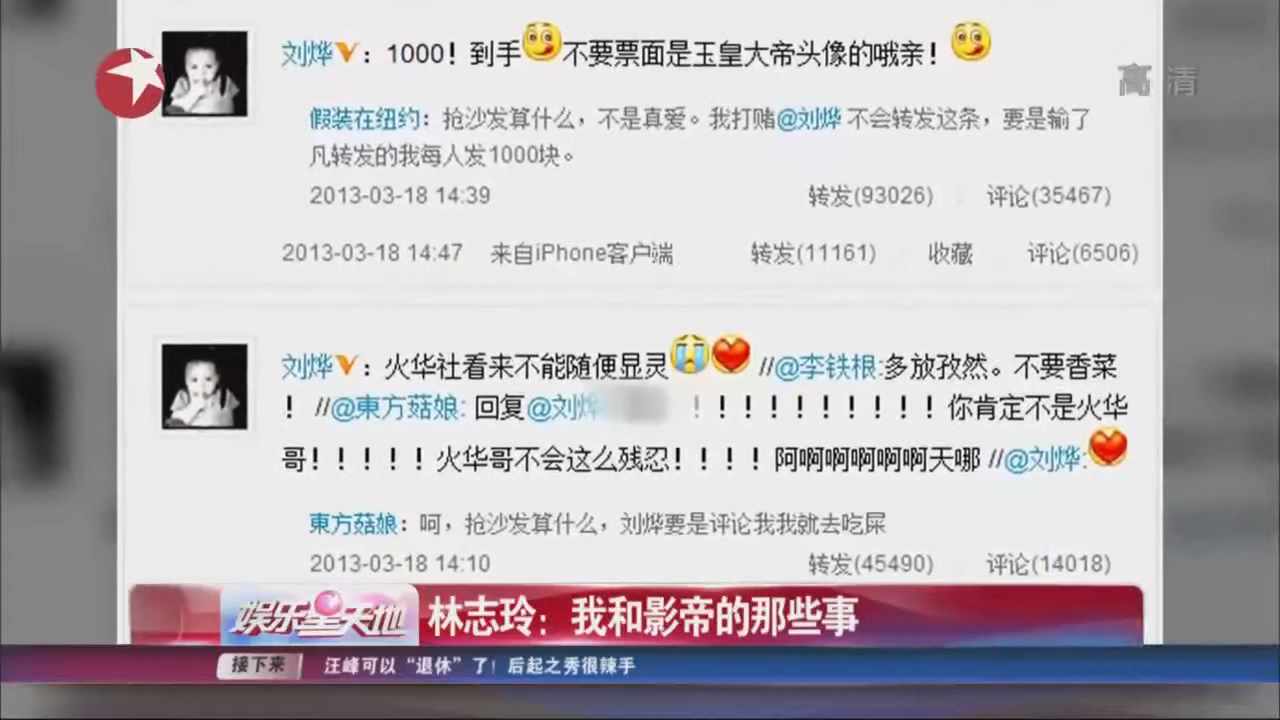 刘烨：1000！到手不要票面是玉皇大帝头像的哦亲！
高清
假装在纽约：抢沙发算什么，不是真爱。我打赌@刘烨 不会转发这条，要是输了
凡转发的我每人发1000块。
2013-03-18 14:39 转发(93026) 评论(35467)
2013-03-18 14:47 来自iPhone客户端 转发(11161) 收藏 评论(6506)
刘烨：火华社看来不能随便显灵 //@李铁根:多放孜然。不要香菜
！ //@東方菇娘: 回复@刘烨 ！！！！！！！！！！你肯定不是火华
哥！！！！！火华哥不会这么残忍！！！！阿啊啊啊啊啊天哪 //@刘烨:
東方菇娘：呵，抢沙发算什么，刘烨要是评论我我就去吃屎
2013-03-18 14:10 转发(45490) 评论(14018)
娱乐星天地 林志玲：我和影帝的那些事
接下来 汪峰可以“退休”了！后起之秀很辣手